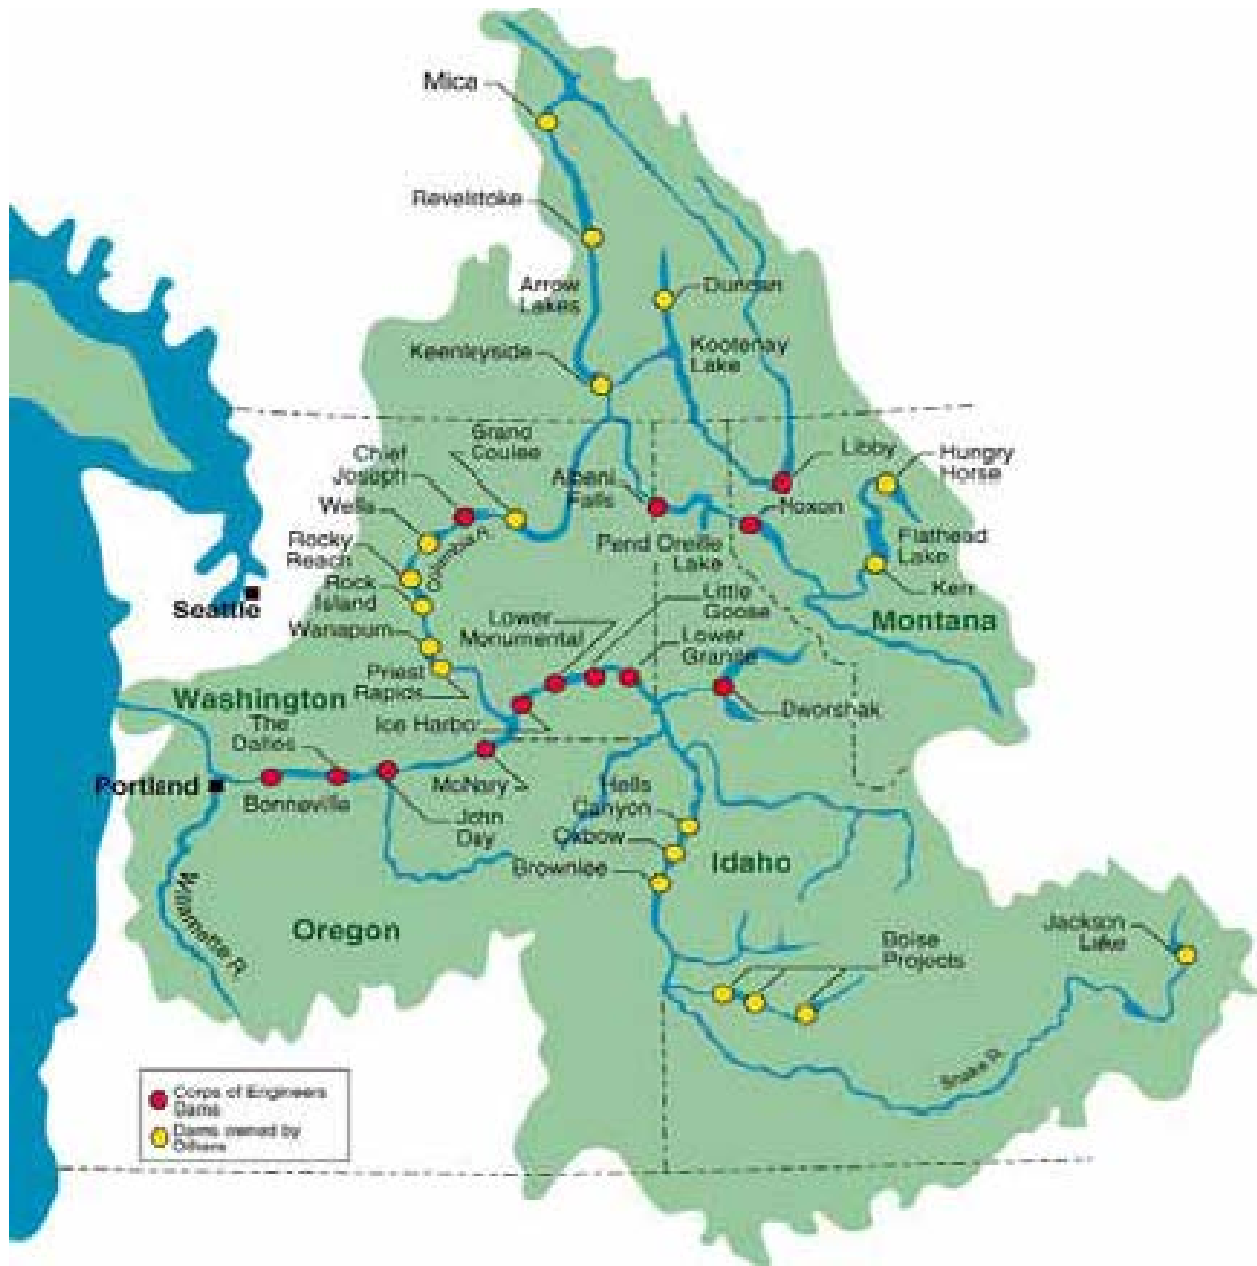 Mica
Revelstoke
Arrow
Lakes
Duncan
Keenleyside
Kootenay
Lake
Grand
Coulee
Chief
Joseph
Albeni
Falls
Libby
Hungry
Horse
Wells
Noxon
Columbia R.
Rocky
Reach
Pend Oreille
Lake
Flathead
Lake
Rock
Island
Kerr
Little
Goose
Seattle
Lower
Monumental
Montana
Wanapum
Lower
Granite
Priest
Rapids
Washington
Dworshak
Ice Harbor
The
Dalles
Portland
Bonneville
McNary
John
Day
Hells
Canyon
Oxbow
Brownlee
Idaho
Willamette R.
Oregon
Boise
Projects
Jackson
Lake
Snake R.
Corps of Engineers
Dams
Dams owned by
Others